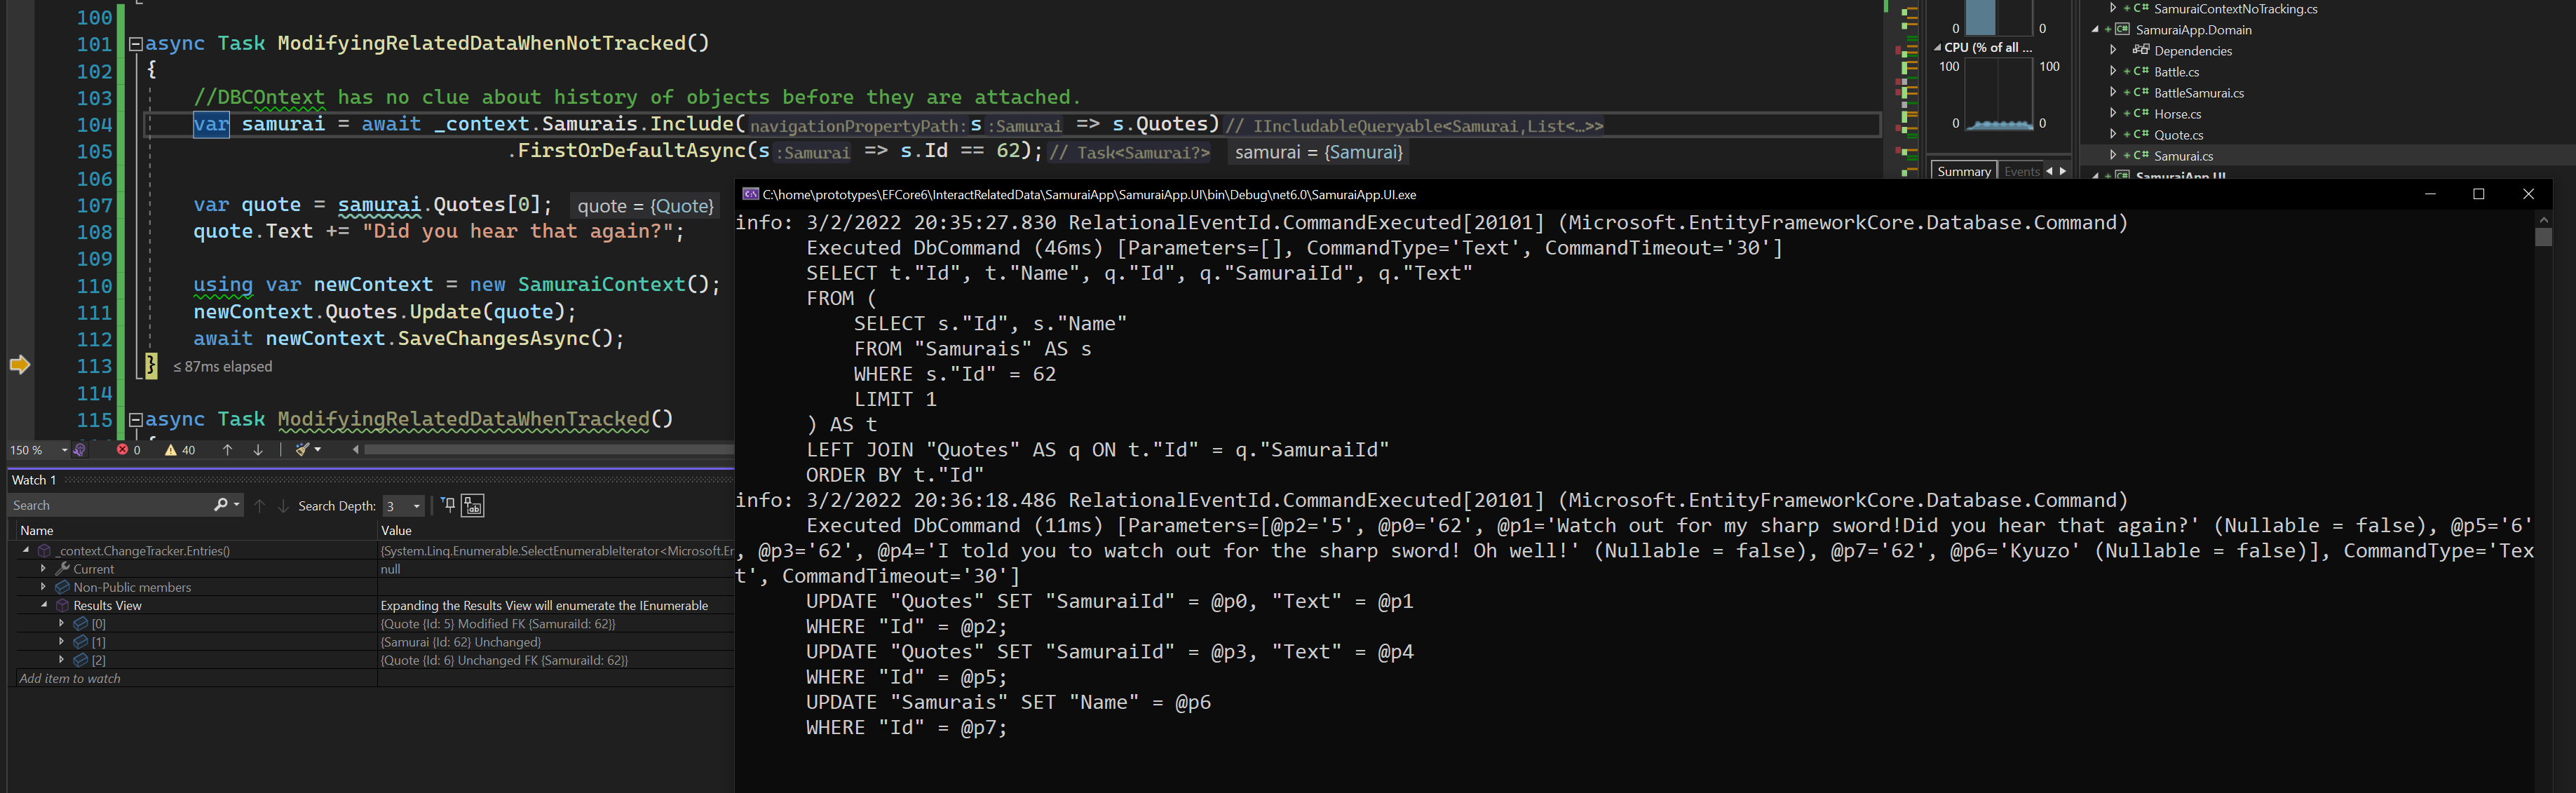 100
101 async Task ModifyingRelatedDataWhenNotTracked()
102 {
103 //DBCOntext has no clue about history of objects before they are attached.
104 var samurai = await _context.Samurais.Include(navigationPropertyPath:s:Samurai => s.Quotes)// IIncludableQueryable<Samurai,List<…>>
105 .FirstOrDefaultAsync(s:Samurai => s.Id == 62);// Task<Samurai?> samurai = {Samurai}
106
107 var quote = samurai.Quotes[0]; quote = {Quote}
108 quote.Text += "Did you hear that again?";
109
110 using var newContext = new SamuraiContext();
111 newContext.Quotes.Update(quote);
112 await newContext.SaveChangesAsync();
113 } ≤ 87ms elapsed
114
115 async Task ModifyingRelatedDataWhenTracked()
150 % 0 40
Watch 1
Search Search Depth: 3
Name Value
_context.ChangeTracker.Entries() {System.Linq.Enumerable.SelectEnumerableIterator<Microsoft.Er
Current null
Non-Public members
Results View Expanding the Results View will enumerate the IEnumerable
[0] {Quote {Id: 5} Modified FK {SamuraiId: 62}}
[1] {Samurai {Id: 62} Unchanged}
[2] {Quote {Id: 6} Unchanged FK {SamuraiId: 62}}
Add item to watch
0 0
CPU (% of all ...
100 100
0 0
Summary Events
C# SamuraiContextNoTracking.cs
C# SamuraiApp.Domain
Dependencies
C# Battle.cs
C# BattleSamurai.cs
C# Horse.cs
C# Quote.cs
C# Samurai.cs
SamuraiApp.UI
C:\home\prototypes\EFCore6\InteractRelatedData\SamuraiApp\SamuraiApp.UI\bin\Debug\net6.0\SamuraiApp.UI.exe
info: 3/2/2022 20:35:27.830 RelationalEventId.CommandExecuted[20101] (Microsoft.EntityFrameworkCore.Database.Command)
Executed DbCommand (46ms) [Parameters=[], CommandType='Text', CommandTimeout='30']
SELECT t."Id", t."Name", q."Id", q."SamuraiId", q."Text"
FROM (
SELECT s."Id", s."Name"
FROM "Samurais" AS s
WHERE s."Id" = 62
LIMIT 1
) AS t
LEFT JOIN "Quotes" AS q ON t."Id" = q."SamuraiId"
ORDER BY t."Id"
info: 3/2/2022 20:36:18.486 RelationalEventId.CommandExecuted[20101] (Microsoft.EntityFrameworkCore.Database.Command)
Executed DbCommand (11ms) [Parameters=[@p2='5', @p0='62', @p1='Watch out for my sharp sword!Did you hear that again?' (Nullable = false), @p5='6'
, @p3='62', @p4='I told you to watch out for the sharp sword! Oh well!' (Nullable = false), @p7='62', @p6='Kyuzo' (Nullable = false)], CommandType='Tex
t', CommandTimeout='30']
UPDATE "Quotes" SET "SamuraiId" = @p0, "Text" = @p1
WHERE "Id" = @p2;
UPDATE "Quotes" SET "SamuraiId" = @p3, "Text" = @p4
WHERE "Id" = @p5;
UPDATE "Samurais" SET "Name" = @p6
WHERE "Id" = @p7;